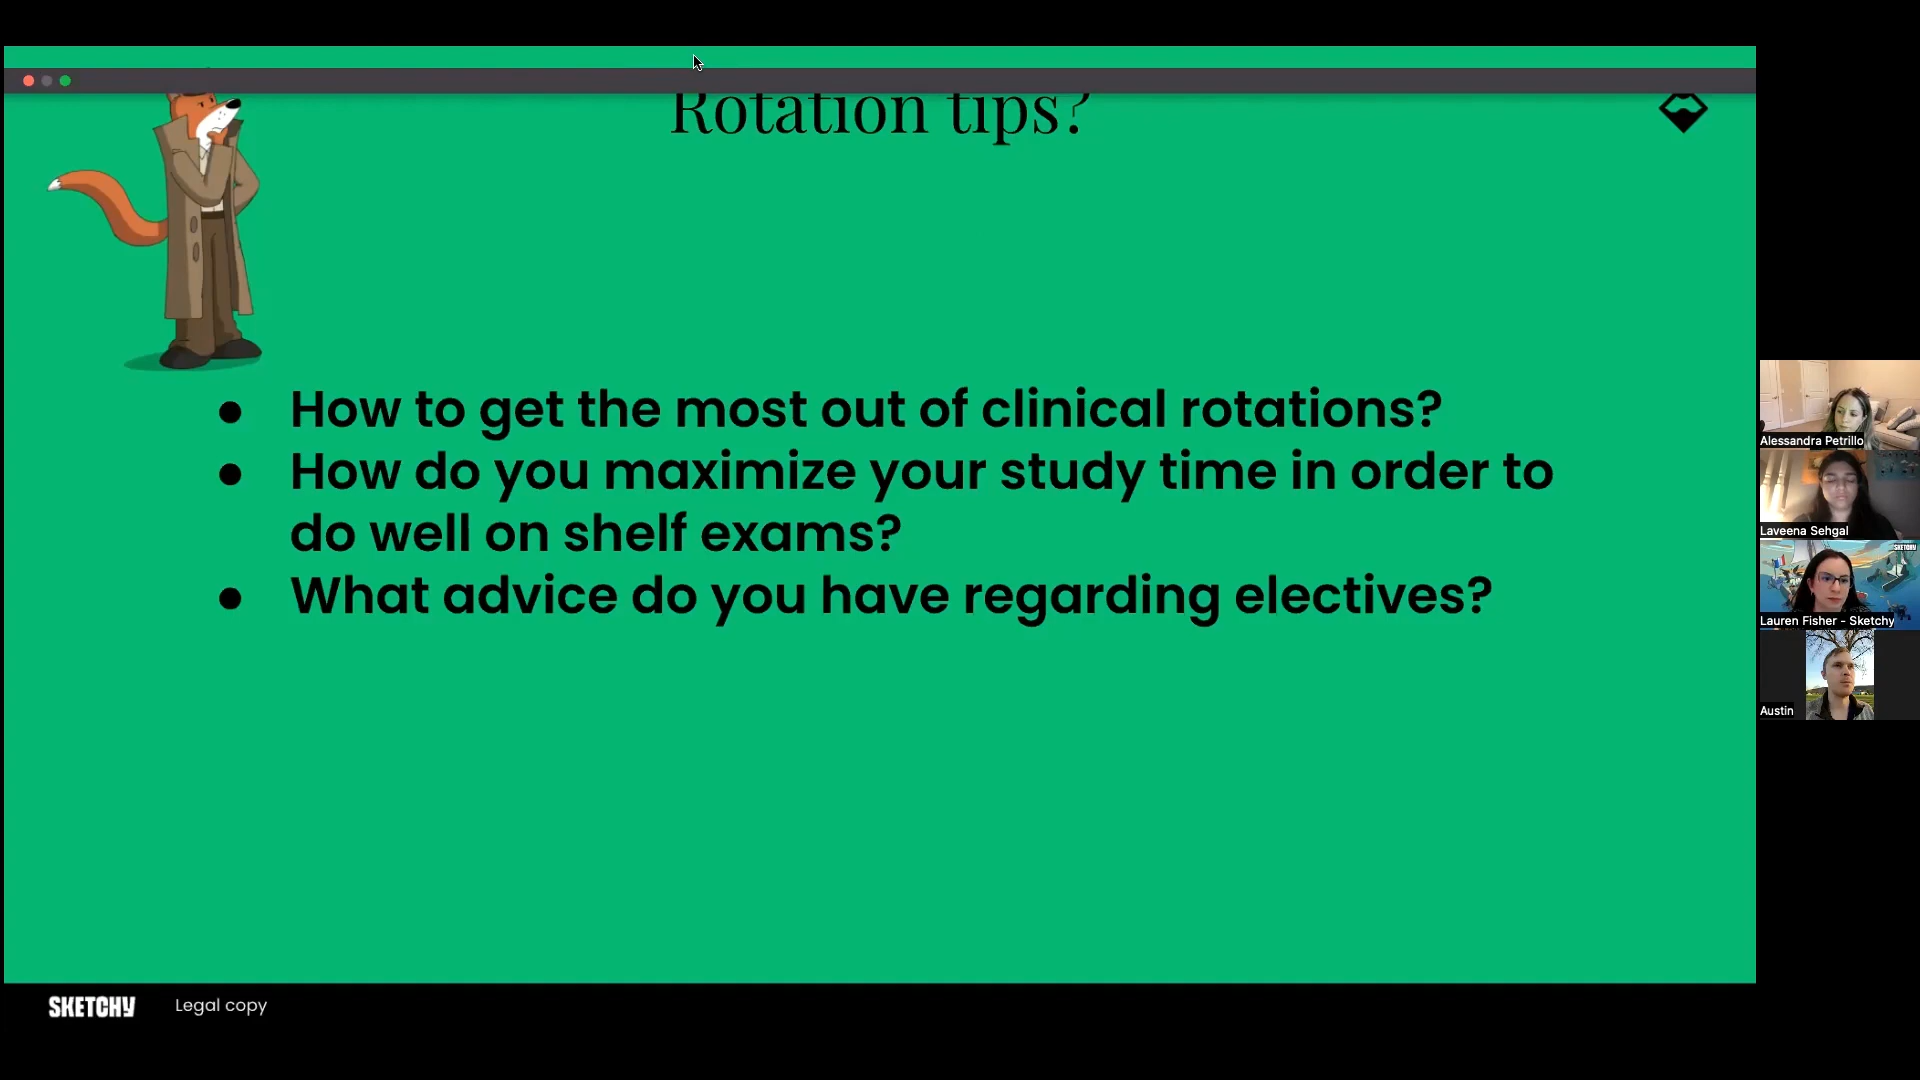 Rotation tips?
● How to get the most out of clinical rotations?
● How do you maximize your study time in order to
do well on shelf exams?
● What advice do you have regarding electives?
Alessandra Petrillo
Laveena Sehgal
SKETCHY
Lauren Fisher - Sketchy
Austin
SKETCHY
Legal copy